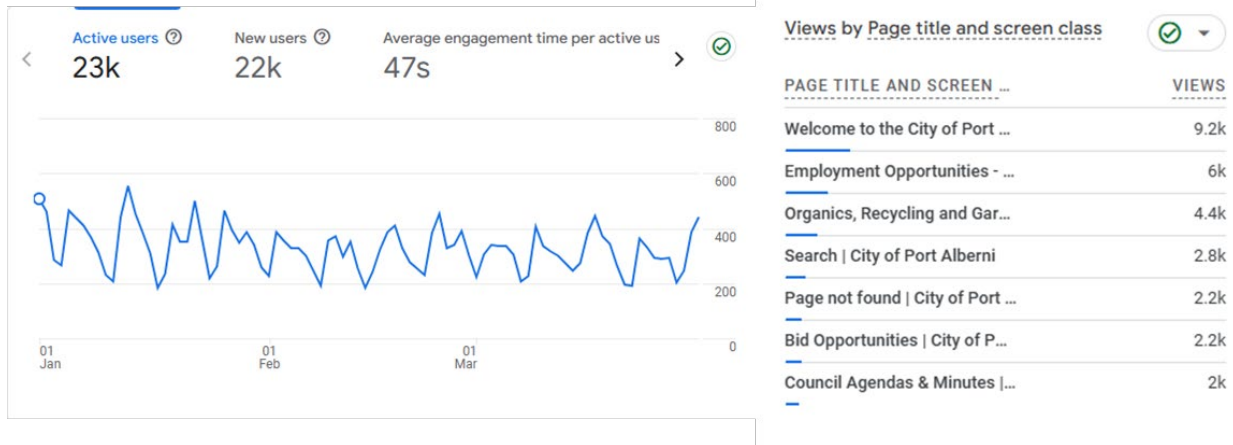 Active users
23k
New users
22k
Average engagement time per active us
47s
800
600
400
200
0
01
Jan
01
Feb
01
Mar
Views by Page title and screen class
PAGE TITLE AND SCREEN ... VIEWS
Welcome to the City of Port ... 9.2k
Employment Opportunities - ... 6k
Organics, Recycling and Gar... 4.4k
Search | City of Port Alberni 2.8k
Page not found | City of Port ... 2.2k
Bid Opportunities | City of P... 2.2k
Council Agendas & Minutes |... 2k